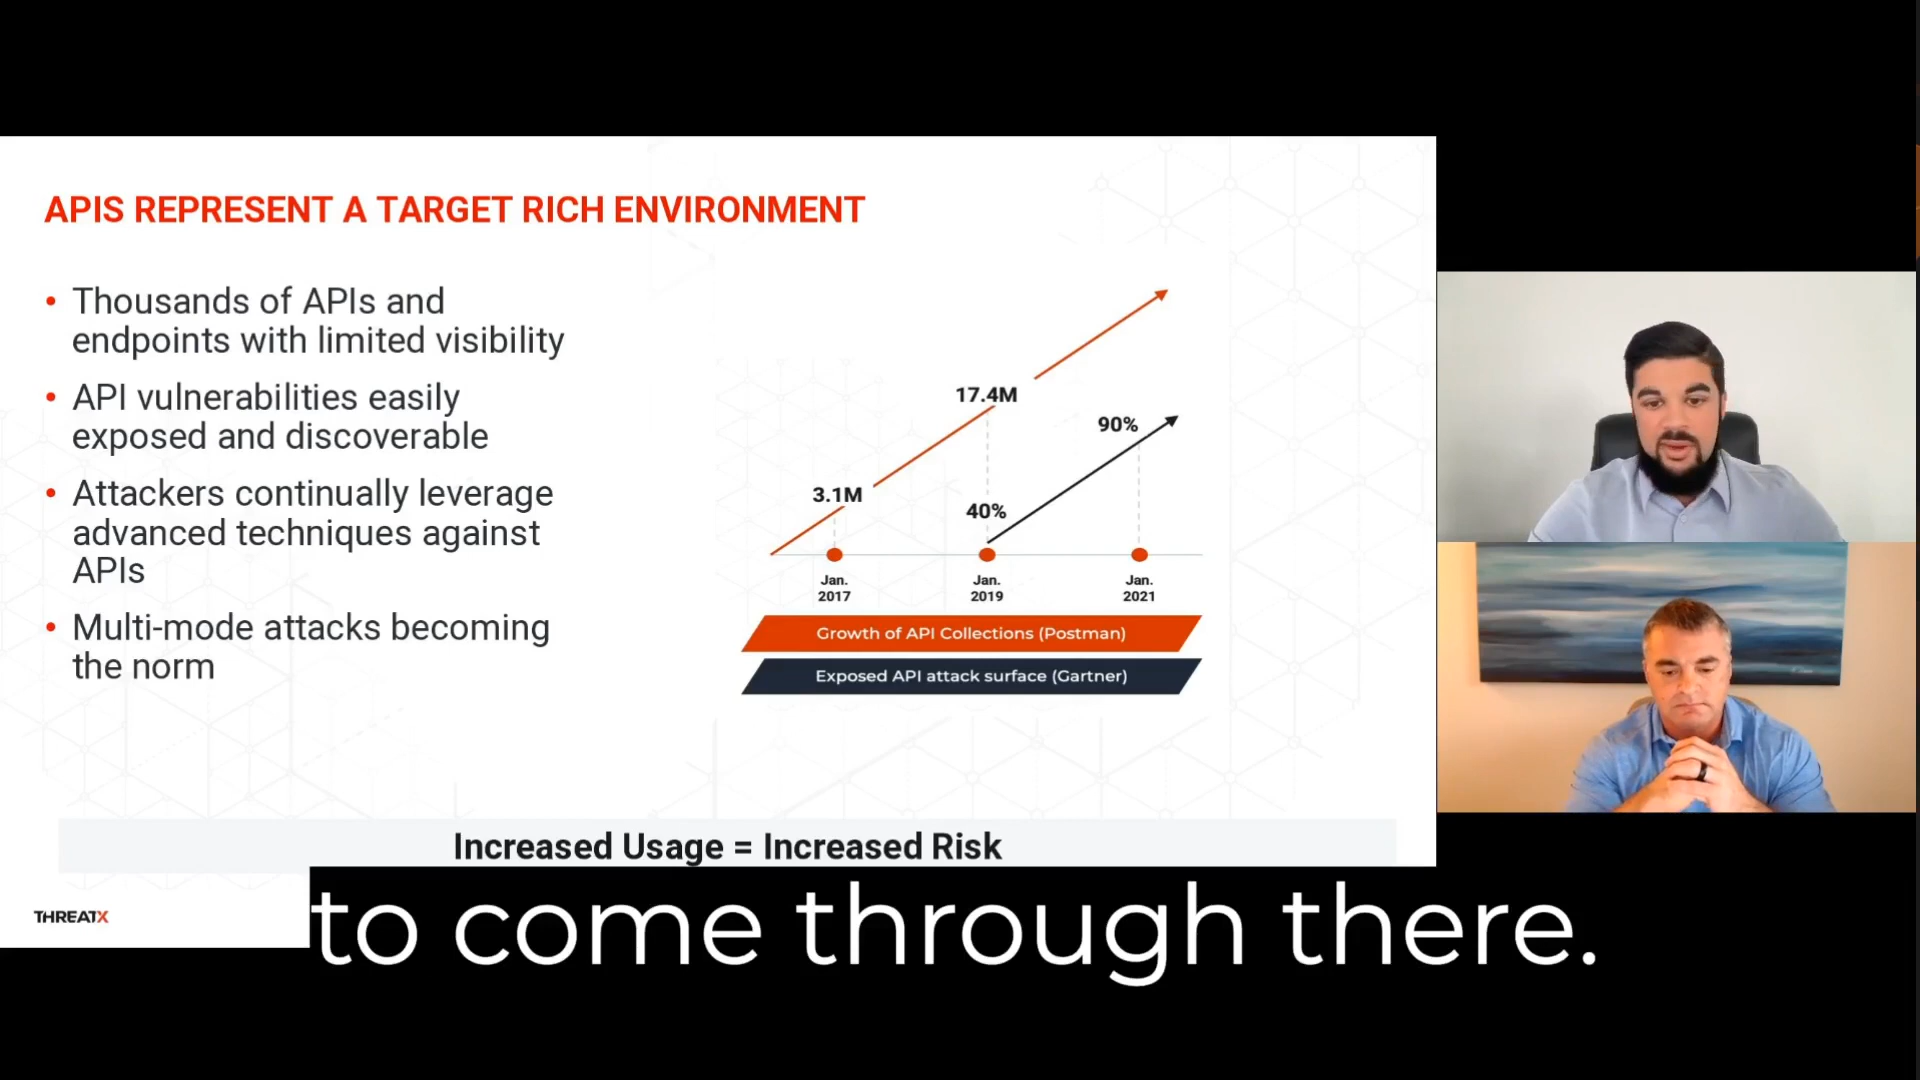 APIS REPRESENT A TARGET RICH ENVIRONMENT
• Thousands of APIs and
endpoints with limited visibility
• API vulnerabilities easily
exposed and discoverable
• Attackers continually leverage
advanced techniques against
APIs
• Multi-mode attacks becoming
the norm
17.4M
90%
3.1M
40%
Jan.
2017
Jan.
2019
Jan.
2021
Growth of API Collections (Postman)
Exposed API attack surface (Gartner)
Increased Usage = Increased Risk
THREATX
to come through there.